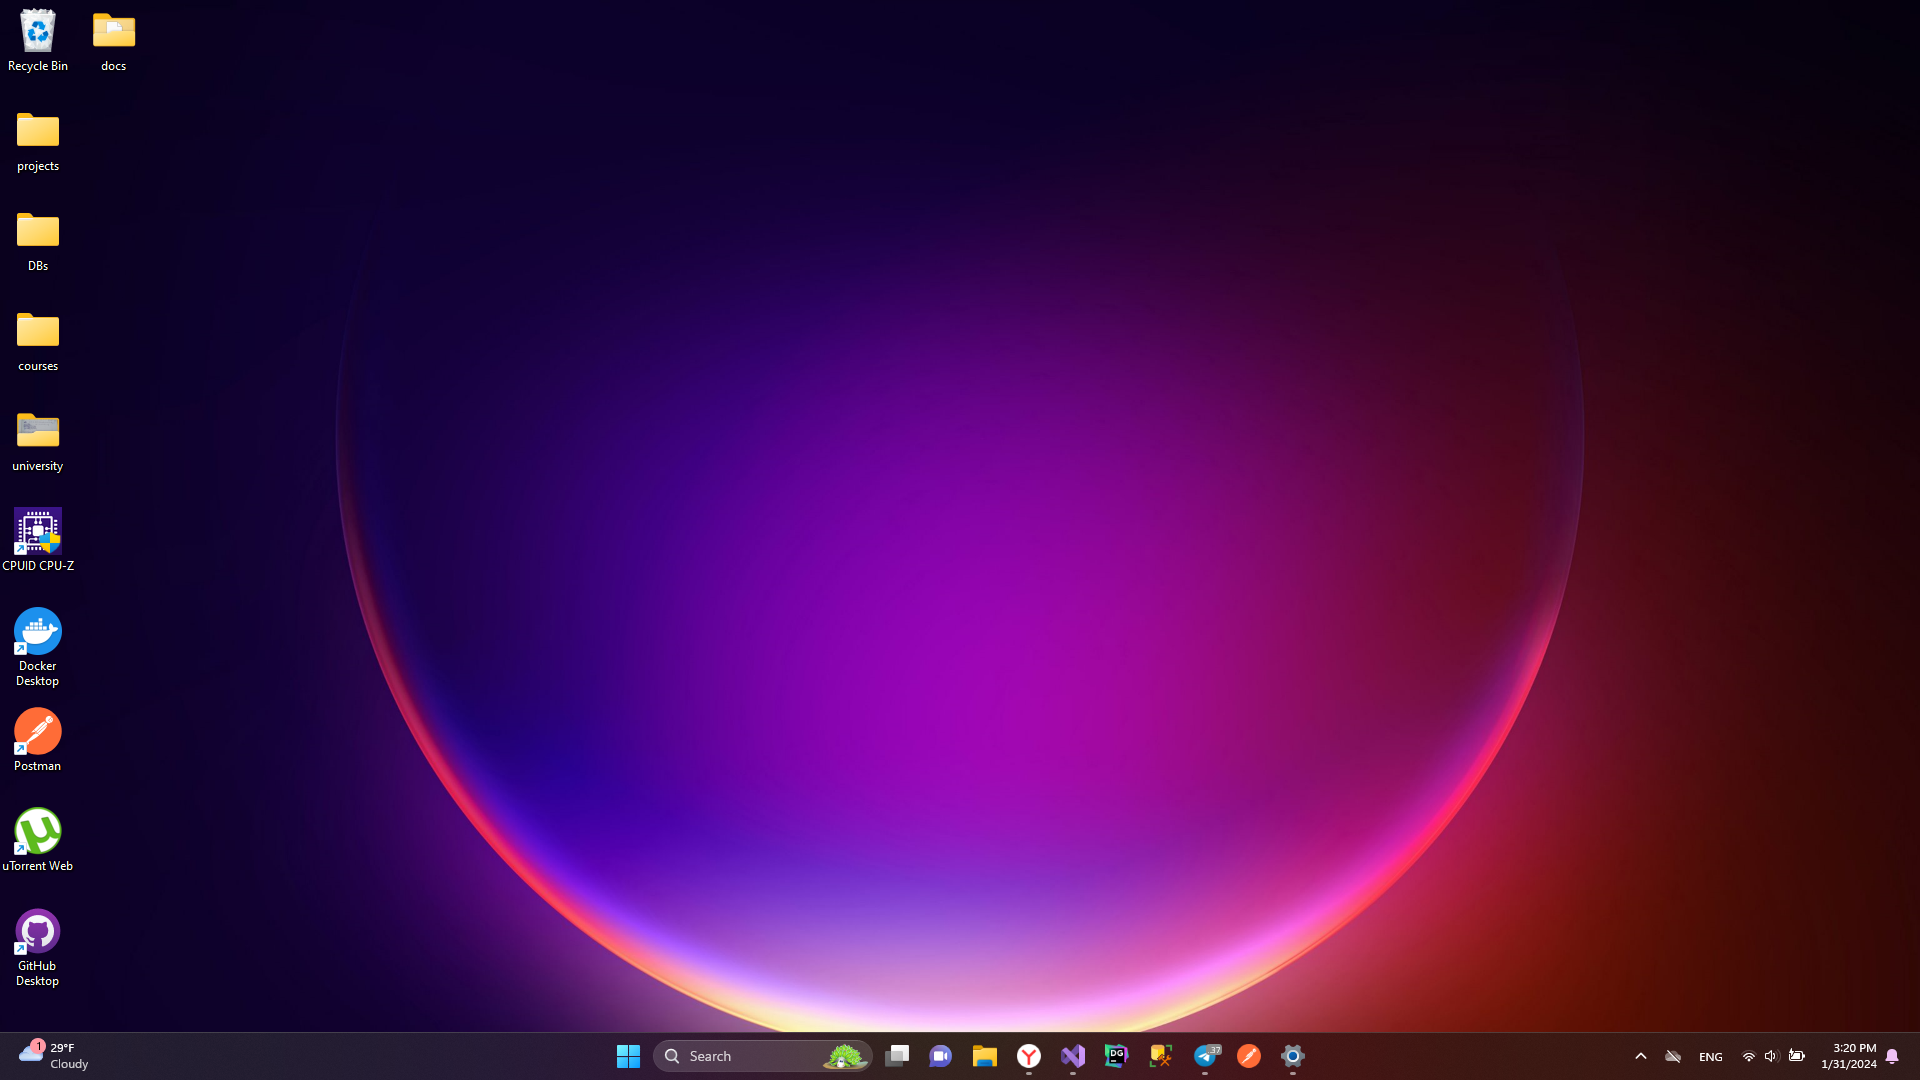 Recycle Bin
docs
projects
DBs
courses
university
CPUID CPU-Z
Docker
Desktop
Postman
uTorrent Web
GitHub
Desktop
1
29°F
Cloudy
Search
DG
37
ENG
3:20 PM
1/31/2024